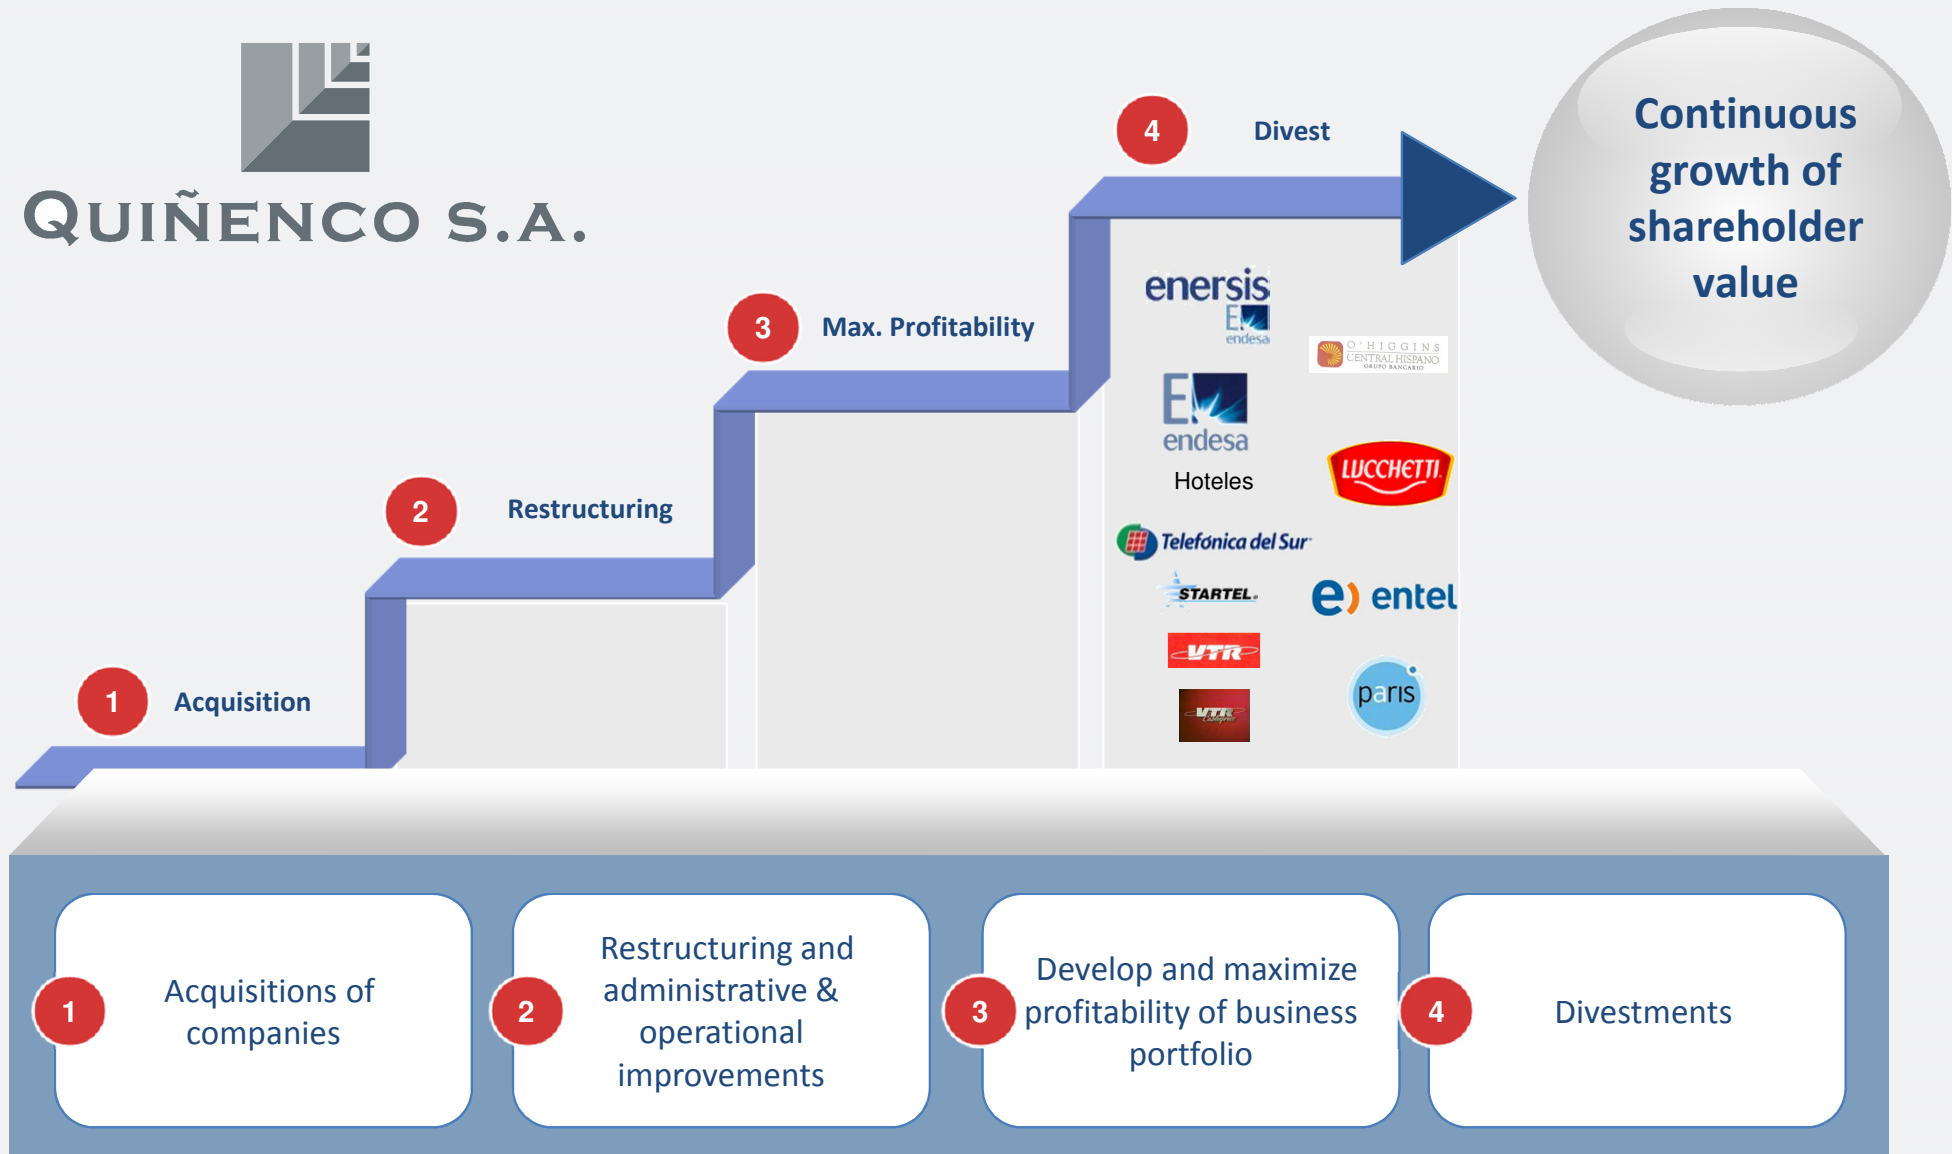 QUIÑENCO S.A.
Continuous
growth of
shareholder
value
4
Divest
3
Max. Profitability
2
Restructuring
1
Acquisition
enersis
endesa
O'HIGGINS
CENTRAL HISPANO
GRUPO BANCARIO
endesa
LUCCHETTI
Hoteles
Telefónica del Sur
STARTEL
entel
VTR
paris
VTR
1
Acquisitions of
companies
2
Restructuring and
administrative &
operational
improvements
3
Develop and maximize
profitability of business
portfolio
4
Divestments